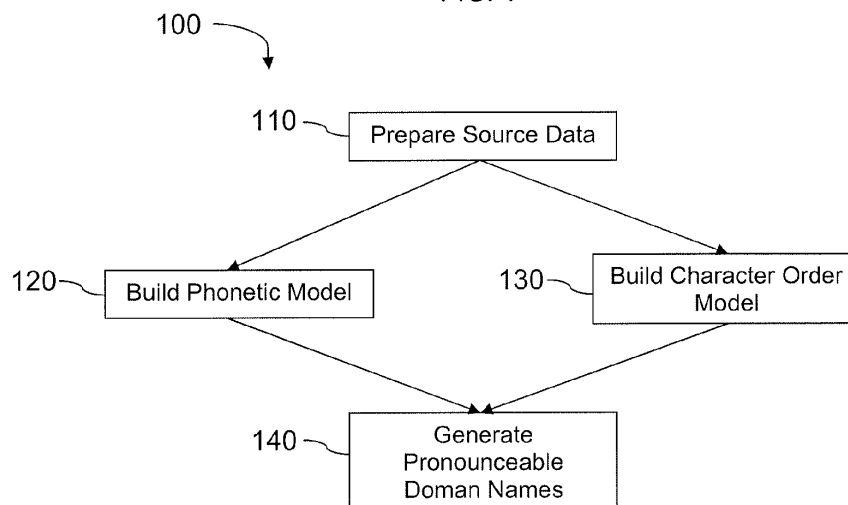 100
110
Prepare Source Data
120
Build Phonetic Model
130
Build Character Order
Model
140
Generate
Pronounceable
Doman Names